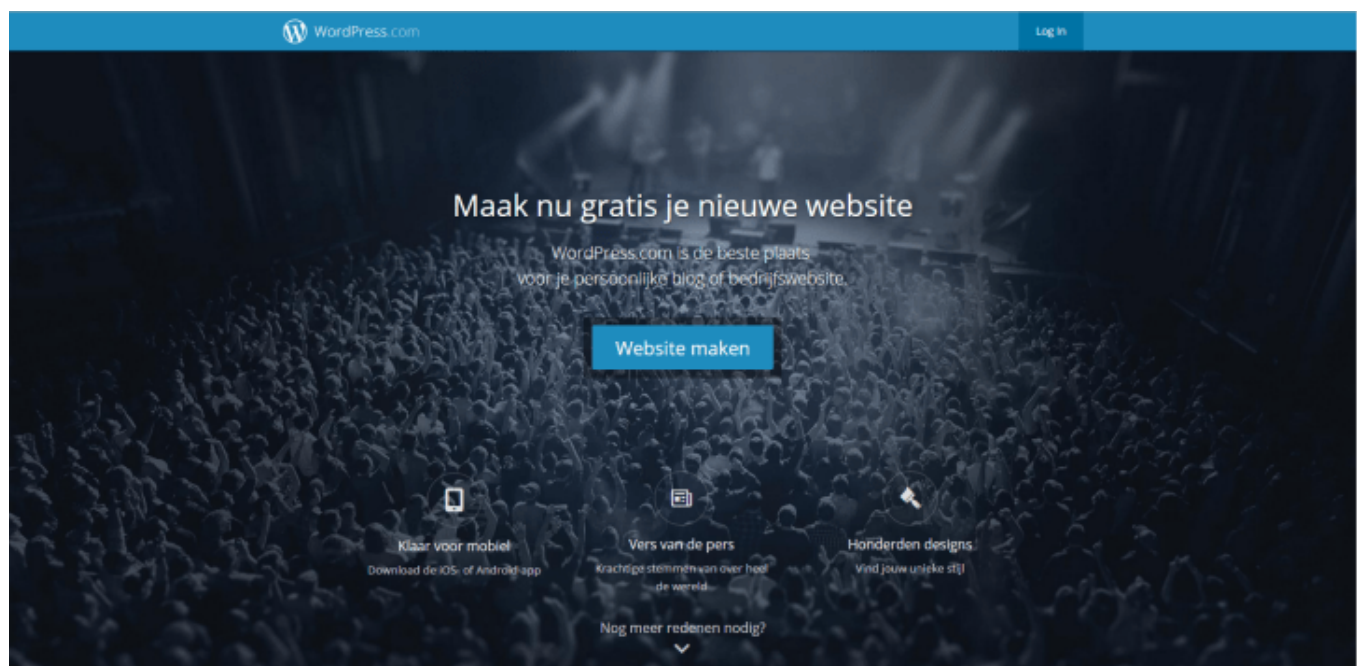 WordPress.com
Log In
Maak nu gratis je nieuwe website
WordPress.com is de beste plaats
voor je persoonlijke blog of bedrijfswebsite.
Website maken
Klaar voor mobiel
Download de iOS- of Android-app
Vers van de pers
Krachtige stemmen van over heel
de wereld
Honderden designs
Vind jouw unieke stijl
Nog meer redenen nodig?